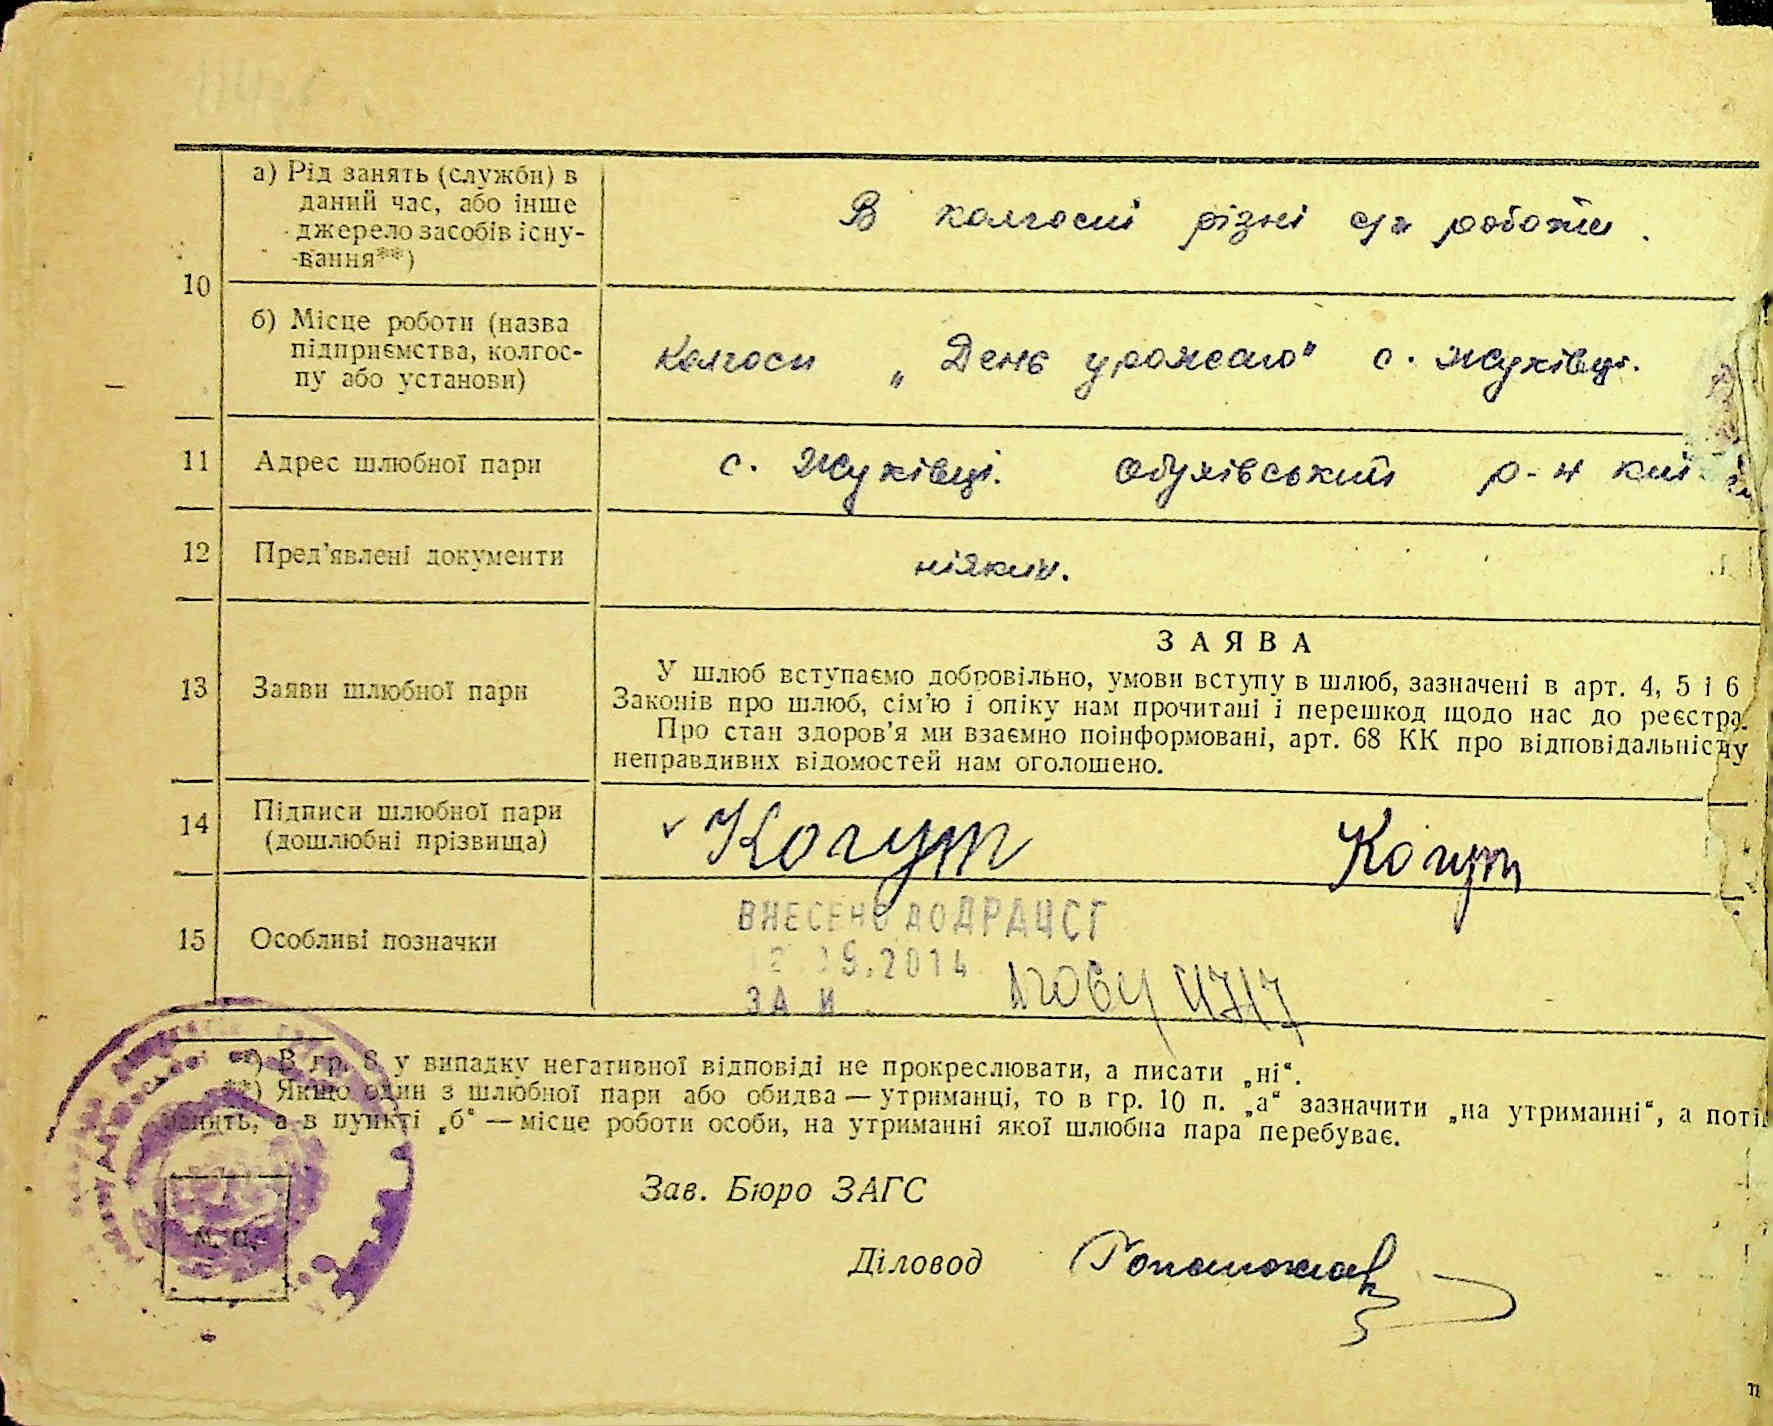 10
а) Рід занять (служби) в
даний час, або інше
джерело засобів існу-
вання**)
В колгоспі різні с/г роботи.
б) Місце роботи (назва
підприємства, колгос-
пу або установи)
Колгосп „День урожаю" с. Жуківці.
11 Адрес шлюбної пари
с. Жуківці. Обухівський р-н Киї
12 Пред'явлені документи
ніяких.
13 Заяви шлюбної пари
ЗАЯВА
У шлюб вступаємо добровільно, умови вступу в шлюб, зазначені в арт. 4, 5 і 6
Законів про шлюб, сім'ю і опіку нам прочитані і перешкод щодо нас до реєстра
Про стан здоров'я ми взаємно поінформовані, арт. 68 КК про відповідальніс
неправдивих відомостей нам оголошено.
14 Підписи шлюбної пари
(дошлюбні прізвища)
Когут Когут
15 Особливі позначки
ВНЕСЕНО ДО ДРАЦСГ
9.2014
ЗА
*) В гр. 8 у випадку негативної відповіді не прокреслювати, а писати „ні“.
**) Якщо один з шлюбної пари або обидва — утриманці, то в гр. 10 п. „а“ зазначити „на утриманні“, а поті
занять, а в пункті „б“ — місце роботи особи, на утриманні якої шлюбна пара перебуває.
М. П.
Зав. Бюро ЗАГС
Діловод